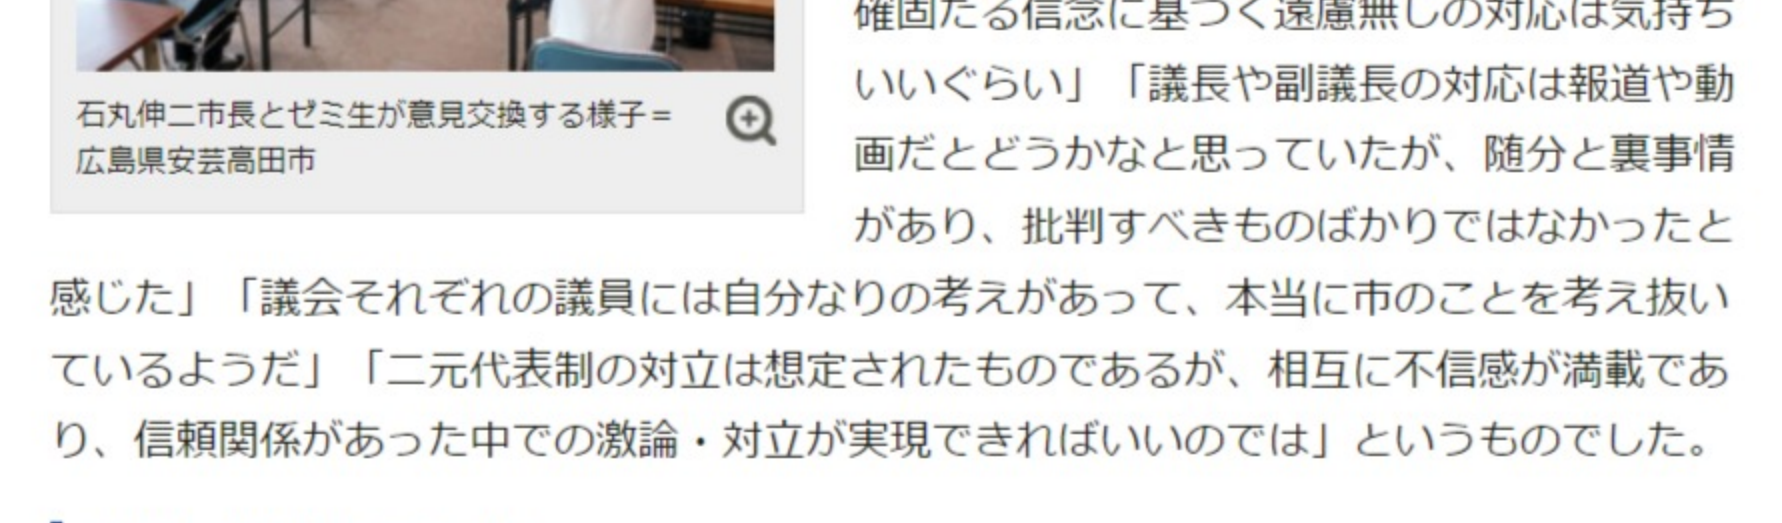 石丸伸二市長とゼミ生が意見交換する様子＝
広島県安芸高田市
確固たる信念に基づく遠慮無しの対応は気持ち
いいぐらい」「議長や副議長の対応は報道や動
画だとどうかなと思っていたが、随分と裏事情
があり、批判すべきものばかりではなかったと
感じた」「議会それぞれの議員には自分なりの考えがあって、本当に市のことを考え抜い
ているようだ」「二元代表制の対立は想定されたものであるが、相互に不信感が満載であ
り、信頼関係があった中での激論・対立が実現できればいいのでは」というものでした。